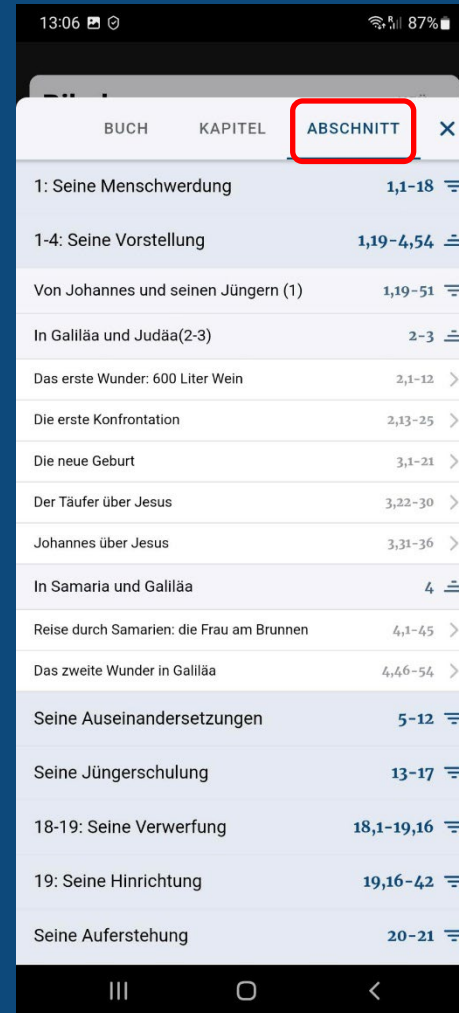 13:06 87%
BUCH KAPITEL ABSCHNITT
1: Seine Menschwerdung 1,1-18
1-4: Seine Vorstellung 1,19-4,54
Von Johannes und seinen Jüngern (1) 1,19-51
In Galiläa und Judäa(2-3) 2-3
Das erste Wunder: 600 Liter Wein 2,1-12
Die erste Konfrontation 2,13-25
Die neue Geburt 3,1-21
Der Täufer über Jesus 3,22-30
Johannes über Jesus 3,31-36
In Samaria und Galiläa 4
Reise durch Samarien: die Frau am Brunnen 4,1-45
Das zweite Wunder in Galiläa 4,46-54
Seine Auseinandersetzungen 5-12
Seine Jüngerschulung 13-17
18-19: Seine Verwerfung 18,1-19,16
19: Seine Hinrichtung 19,16-42
Seine Auferstehung 20-21